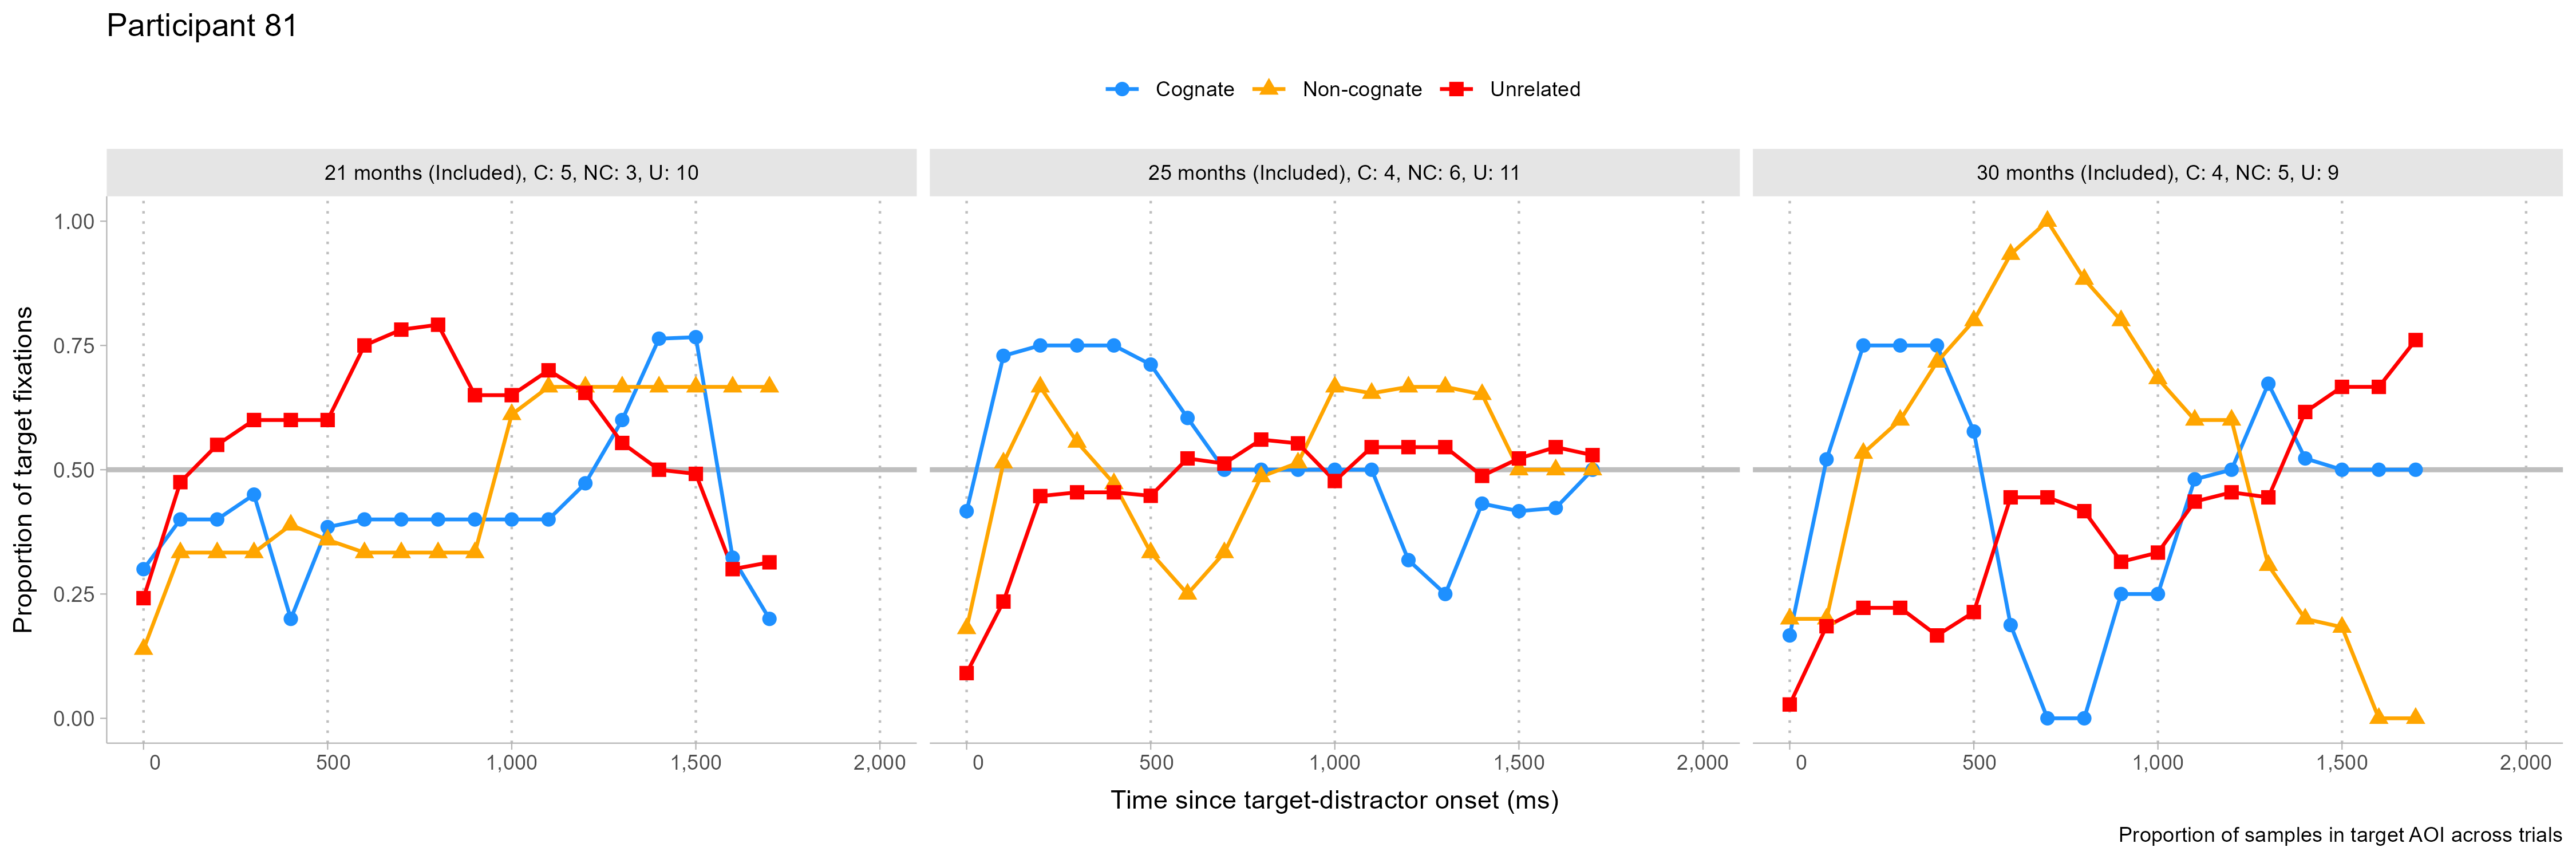 Participant 81
Cognate Non-cognate Unrelated
21 months (Included), C: 5, NC: 3, U: 10
25 months (Included), C: 4, NC: 6, U: 11
30 months (Included), C: 4, NC: 5, U: 9
Proportion of target fixations
1.00
0.75
0.50
0.25
0.00
0 500 1,000 1,500 2,000
0 500 1,000 1,500 2,000
0 500 1,000 1,500 2,000
Time since target-distractor onset (ms)
Proportion of samples in target AOI across trials